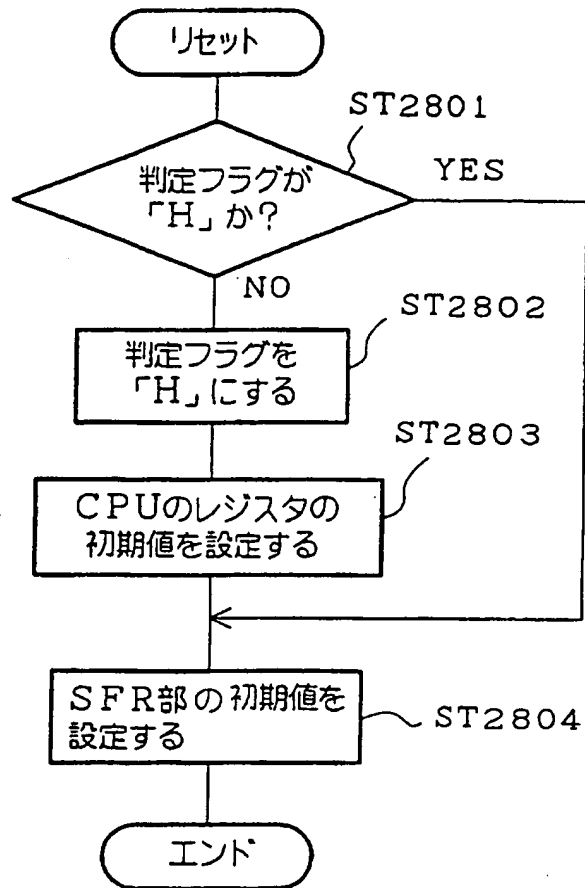 リセット
ST2801
判定フラグが
「H」か?
YES
NO
ST2802
判定フラグを
「H」にする
ST2803
CPUのレジスタの
初期値を設定する
SFR部の初期値を
設定する
ST2804
エンド